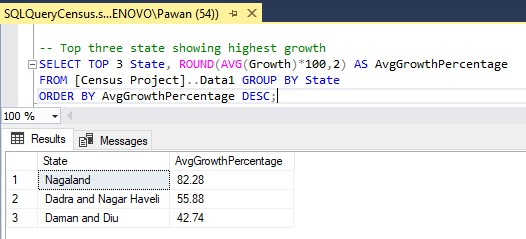 SQLQueryCensus.s...ENOVO\Pawan (54))
-- Top three state showing highest growth
SELECT TOP 3 State, ROUND(AVG(Growth)*100,2) AS AvgGrowthPercentage
FROM [Census Project]..Data1 GROUP BY State
ORDER BY AvgGrowthPercentage DESC;
100 %
Results Messages
State AvgGrowthPercentage
1 Nagaland 82.28
2 Dadra and Nagar Haveli 55.88
3 Daman and Diu 42.74